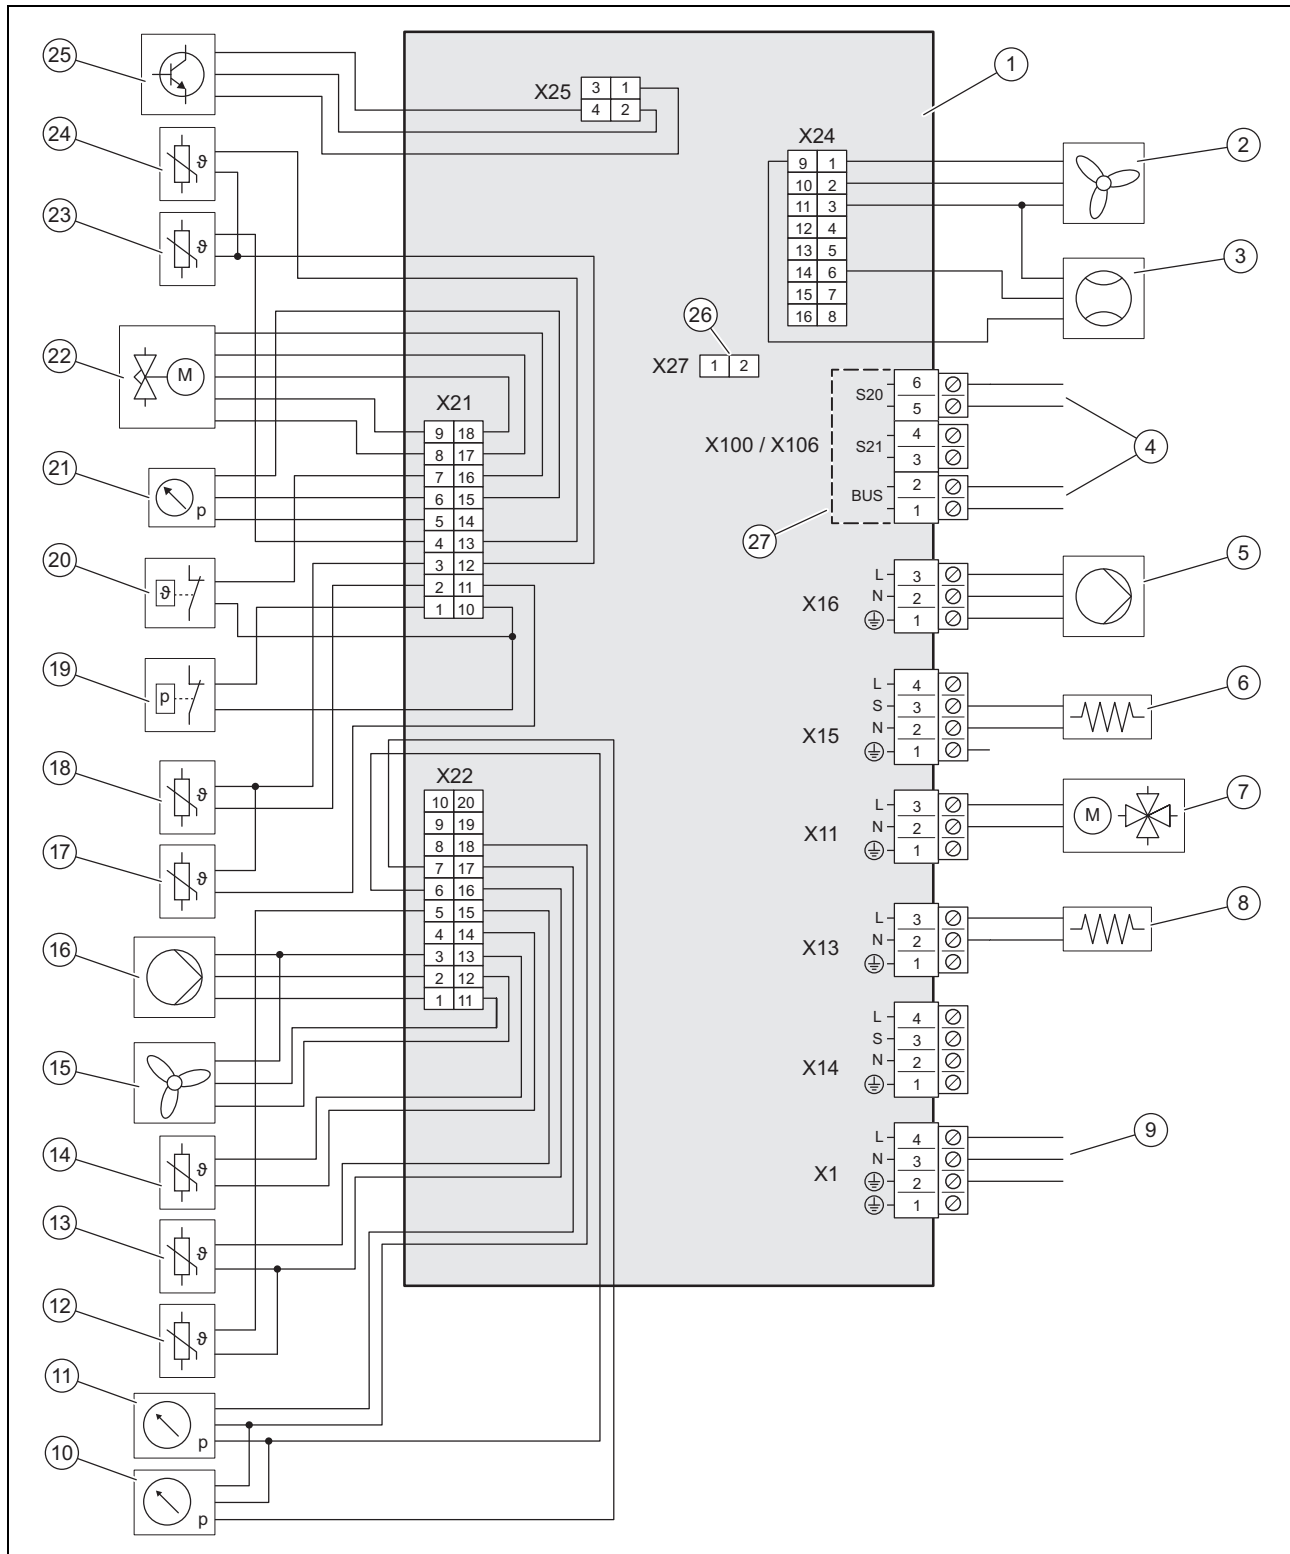 25
X25
3 1
4 2
1
24
ϑ
X24
9 1
10 2
11 3
12 4
13 5
14 6
15 7
16 8
2
23
ϑ
3
26
X27
1 2
22
M
X21
9 18
8 17
7 16
6 15
5 14
4 13
3 12
2 11
1 10
X100 / X106
S20
6
5
S21
4
3
BUS
2
1
4
27
21
p
20
ϑ
X16
L 3
N 2
1
5
19
p
X15
L 4
S 3
N 2
1
6
18
ϑ
X22
10 20
9 19
8 18
7 17
6 16
5 15
4 14
3 13
2 12
1 11
X11
L 3
N 2
1
M
7
17
ϑ
X13
L 3
N 2
1
8
16
X14
L 4
S 3
N 2
1
15
14
ϑ
X1
L 4
N 3
2
1
9
13
ϑ
12
ϑ
11
p
10
p